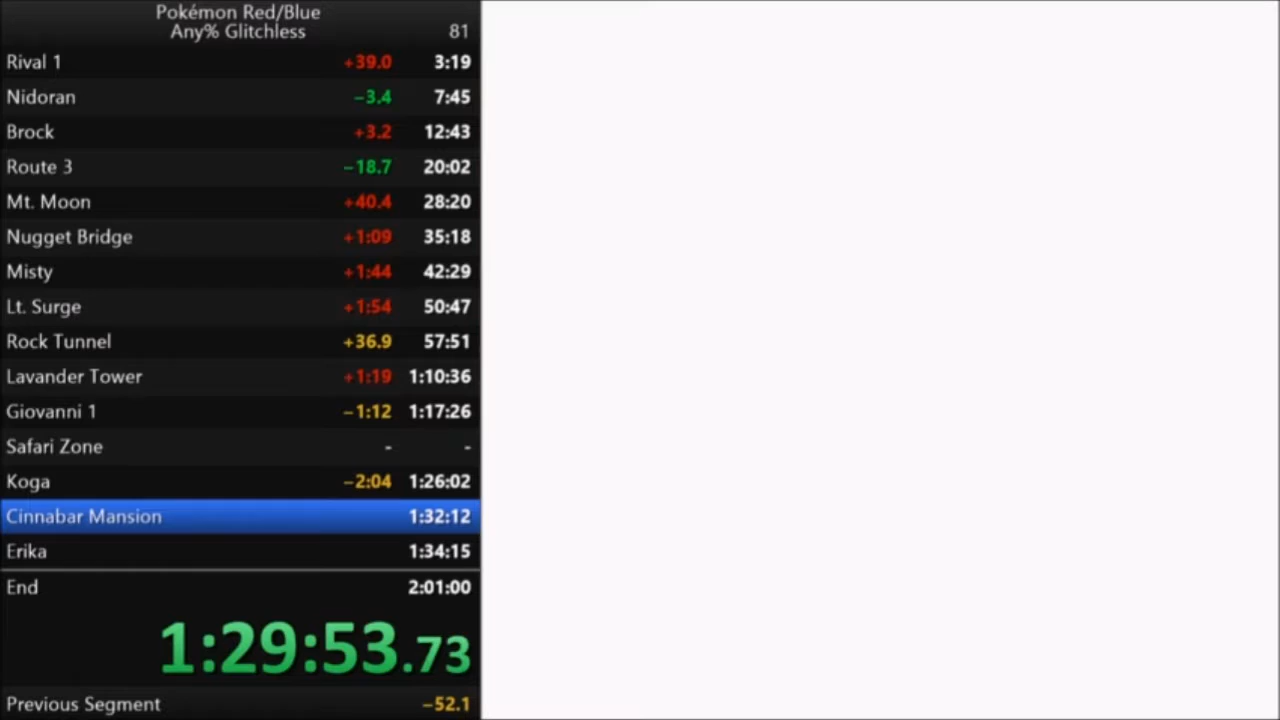 Pokémon Red/Blue
Any% Glitchless 81
Rival 1 +39.0 3:19
Nidoran −3.4 7:45
Brock +3.2 12:43
Route 3 −18.7 20:02
Mt. Moon +40.4 28:20
Nugget Bridge +1:09 35:18
Misty +1:44 42:29
Lt. Surge +1:54 50:47
Rock Tunnel +36.9 57:51
Lavander Tower +1:19 1:10:36
Giovanni 1 −1:12 1:17:26
Safari Zone - -
Koga −2:04 1:26:02
Cinnabar Mansion 1:32:12
Erika 1:34:15
End 2:01:00
1:29:53.73
Previous Segment −52.1